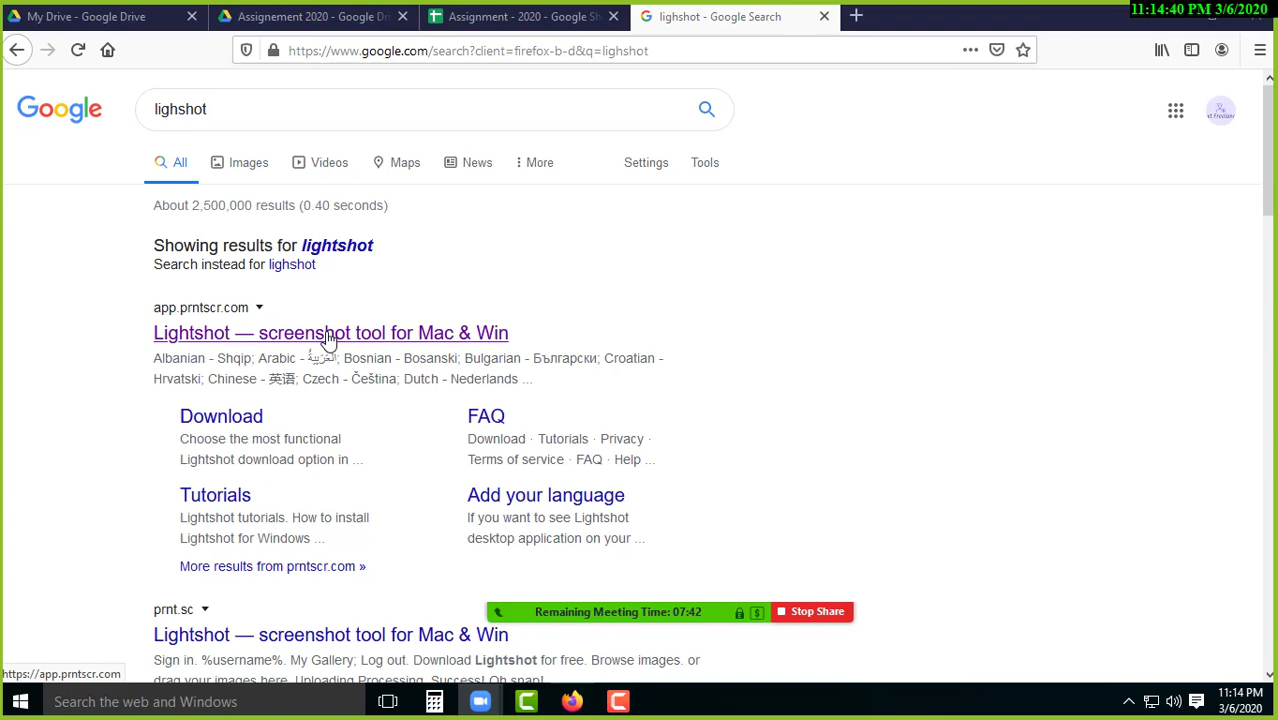 My Drive - Google Drive
Assignement 2020 - Google Dri
Assignment - 2020 - Google Sh
lighshot - Google Search
11:14:40 PM 3/6/2020
https://www.google.com/search?client=firefox-b-d&q=lighshot
Google
lighshot
All Images Videos Maps News More Settings Tools
About 2,500,000 results (0.40 seconds)
Showing results for lightshot
Search instead for lighshot
app.prntscr.com
Lightshot — screenshot tool for Mac & Win
Albanian - Shqip; Arabic - العَرَبِيةُ; Bosnian - Bosanski; Bulgarian - Български; Croatian -
Hrvatski; Chinese - 英语; Czech - Čeština; Dutch - Nederlands ...
Download
Choose the most functional
Lightshot download option in ...
FAQ
Download · Tutorials · Privacy ·
Terms of service · FAQ · Help ...
Tutorials
Lightshot tutorials. How to install
Lightshot for Windows ...
Add your language
If you want to see Lightshot
desktop application on your ...
More results from prntscr.com »
prnt.sc
Remaining Meeting Time: 07:42
Stop Share
Lightshot — screenshot tool for Mac & Win
Sign in. %username%. My Gallery; Log out. Download Lightshot for free. Browse images. or
drag your images here. Uploading Processing. Success! Oh snap!
https://app.prntscr.com
Search the web and Windows
11:14 PM
3/6/2020